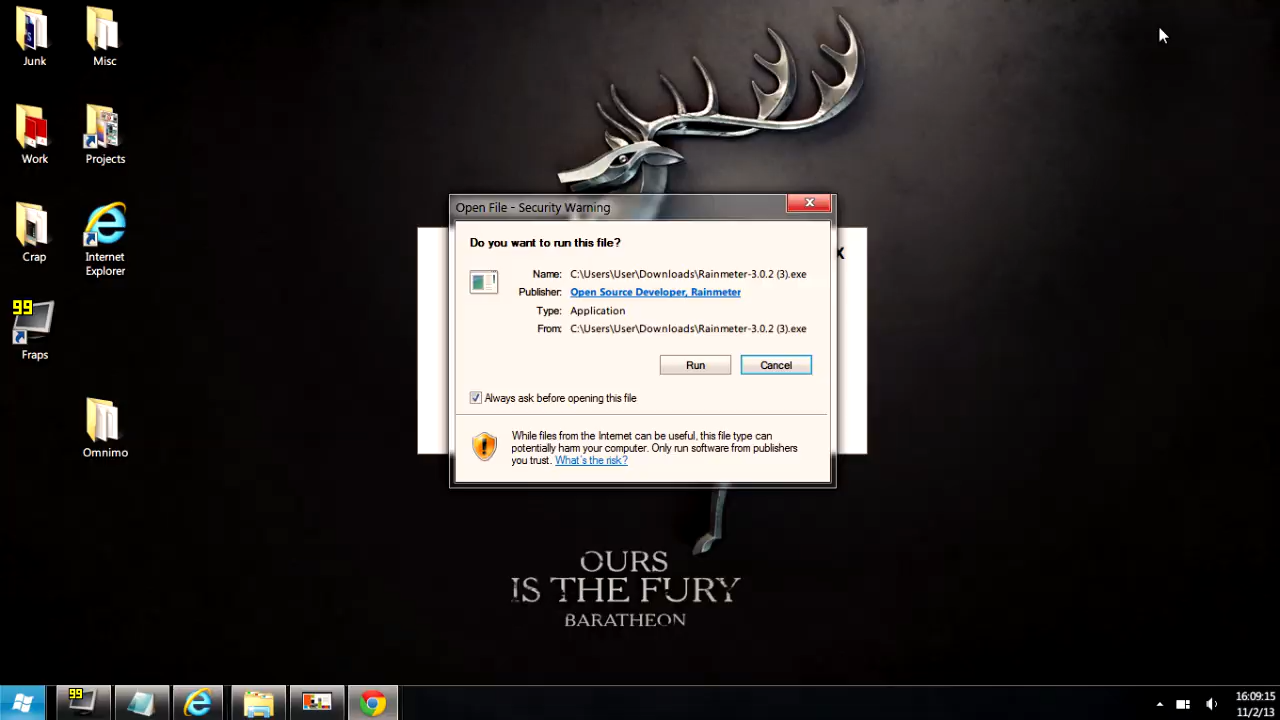 Junk
Misc
Work
Projects
Crap
Internet
Explorer
99
Fraps
Omnimo
Open File - Security Warning
Do you want to run this file?
Name: C:\Users\User\Downloads\Rainmeter-3.0.2 (3).exe
Publisher: Open Source Developer, Rainmeter
Type: Application
From: C:\Users\User\Downloads\Rainmeter-3.0.2 (3).exe
Run
Cancel
Always ask before opening this file
While files from the Internet can be useful, this file type can
potentially harm your computer. Only run software from publishers
you trust. What's the risk?
OURS
IS THE FURY
BARATHEON
99
16:09:15
11/2/13